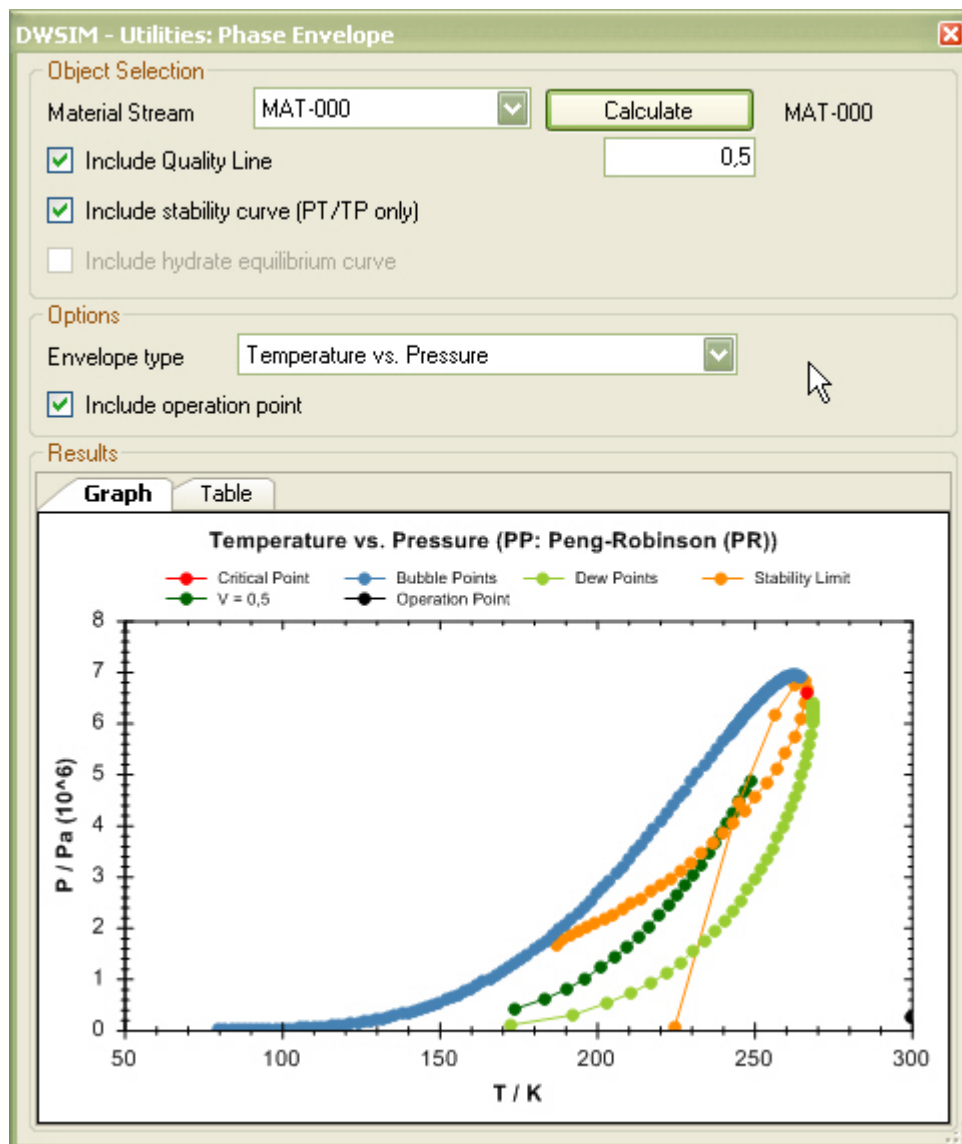 DWSIM - Utilities: Phase Envelope
Object Selection
Material Stream MAT-000 Calculate MAT-000
Include Quality Line 0,5
Include stability curve (PT/TP only)
Include hydrate equilibrium curve
Options
Envelope type Temperature vs. Pressure
Include operation point
Results
Graph Table
Temperature vs. Pressure (PP: Peng-Robinson (PR))
Critical Point Bubble Points Dew Points Stability Limit
V = 0,5 Operation Point
8
7
6
5
4
3
2
1
0
P / Pa (10^6)
50 100 150 200 250 300
T / K